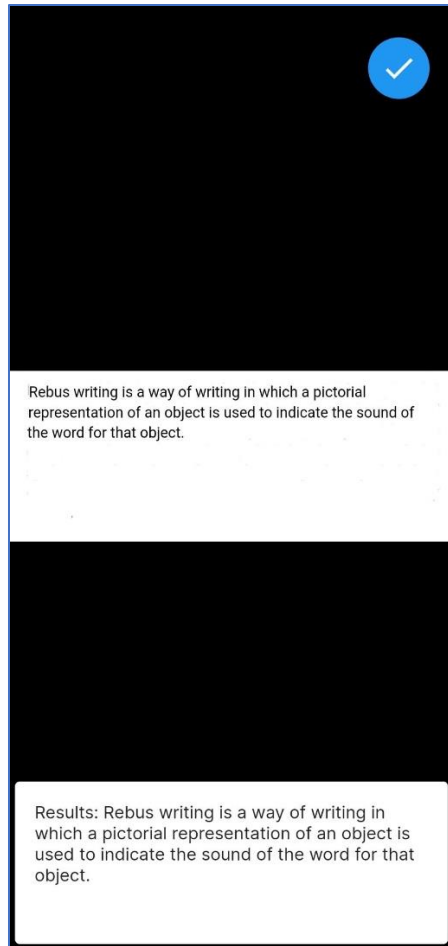 Rebus writing is a way of writing in which a pictorial
representation of an object is used to indicate the sound of
the word for that object.
Results: Rebus writing is a way of writing in
which a pictorial representation of an object is
used to indicate the sound of the word for that
object.